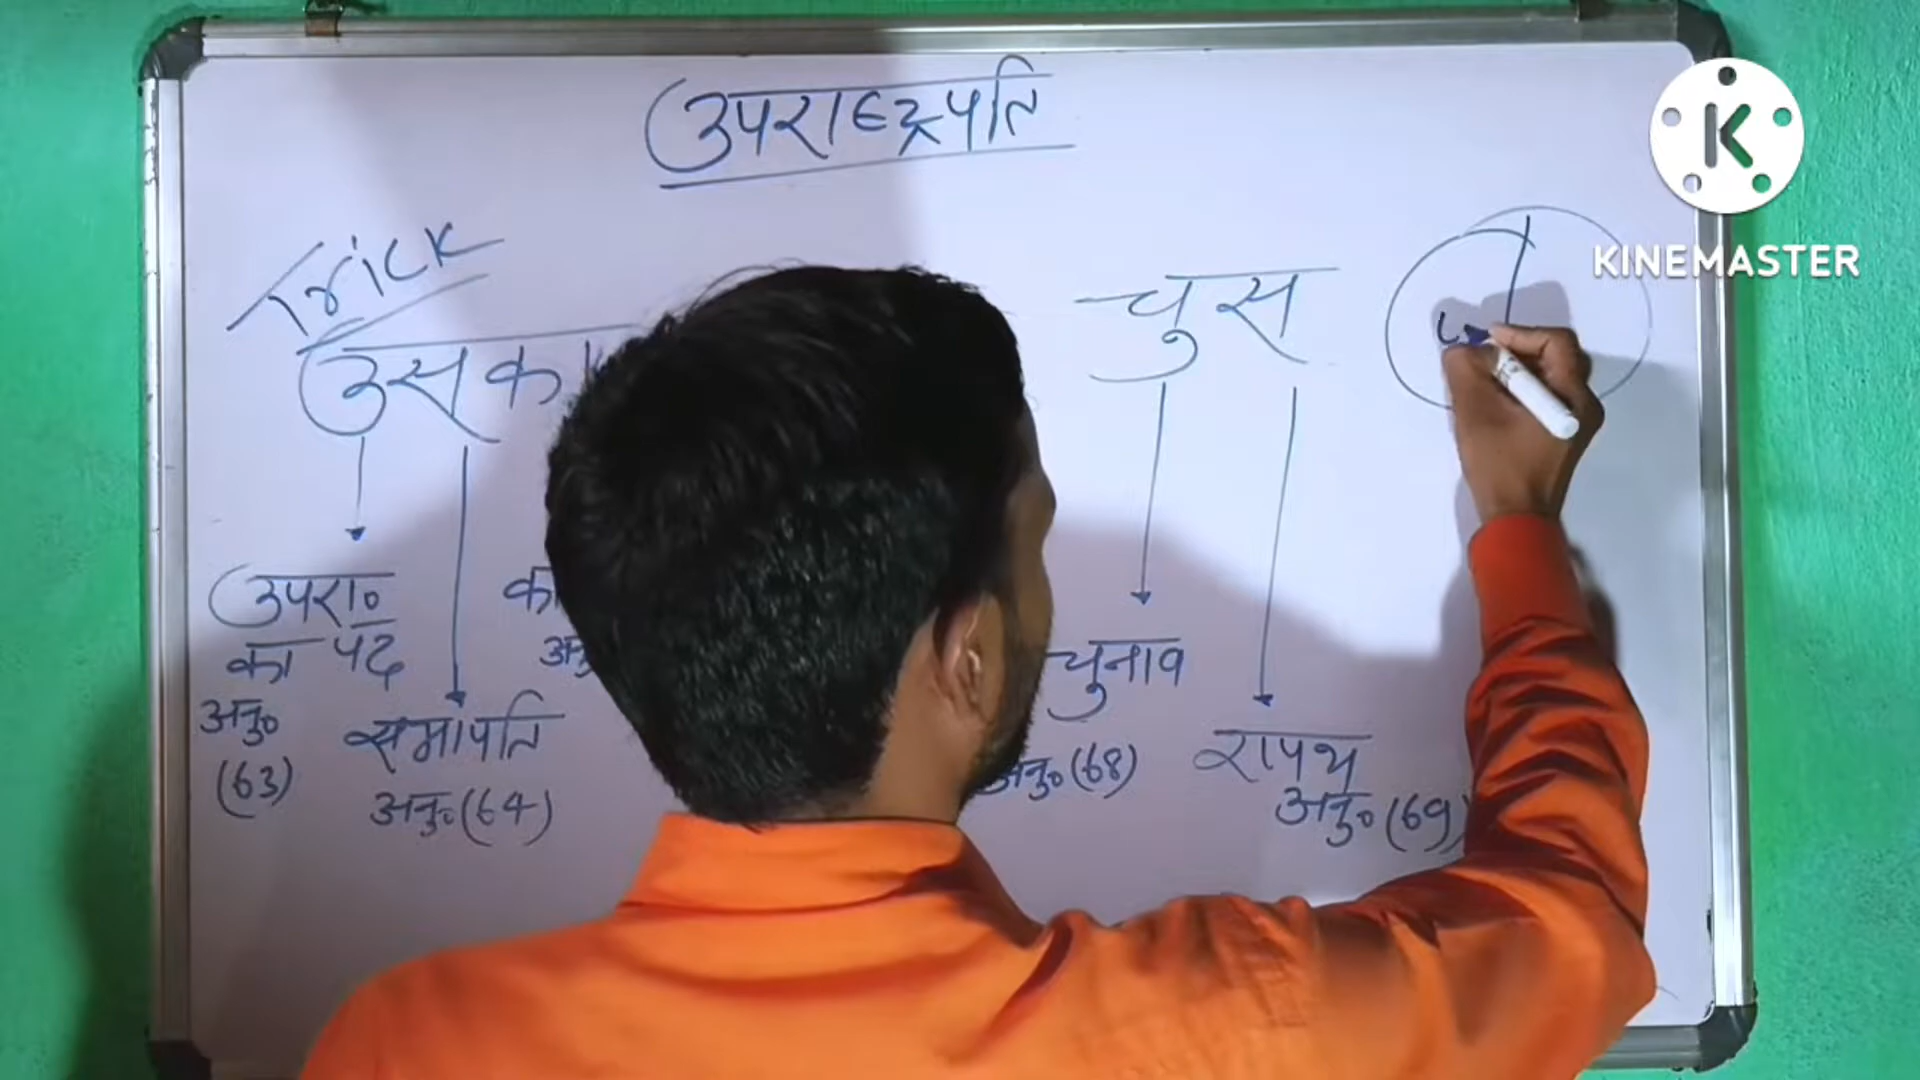 उपराष्ट्रपति
Trick
उसका
चुस
उपरा०
का पद
अनु०
(63)
सभापति
अनु० (64)
चुनाव
अनु० (68)
शपथ
अनु० (69)
K
KINEMASTER